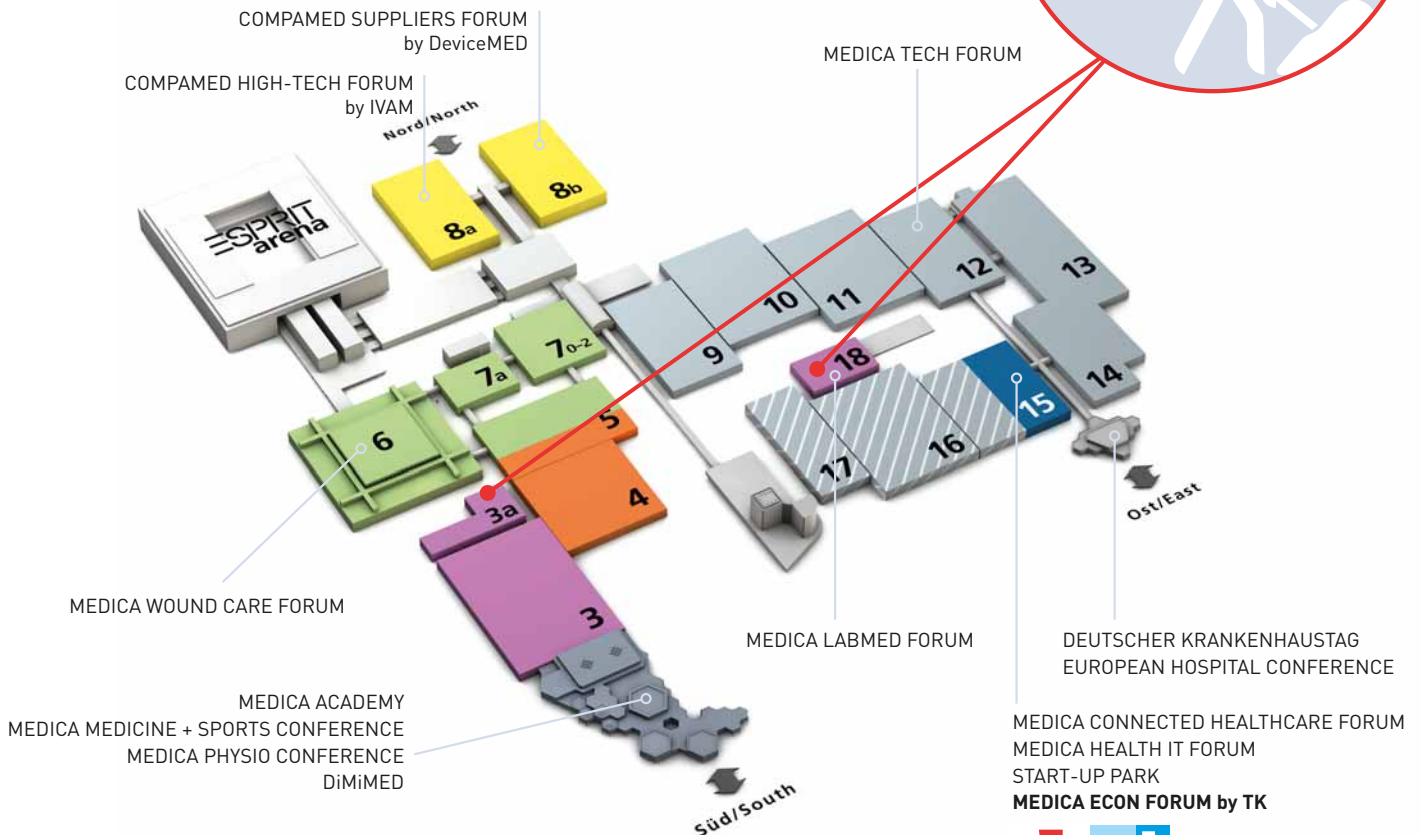 COMPAMED SUPPLIERS FORUM
by DeviceMED
COMPAMED HIGH-TECH FORUM
by IVAM
MEDICA TECH FORUM
Nord/North
ESPRIT
arena
8a
8b
9
10
11
12
13
14
15
16
17
18
7a
7 0-2
6
5
4
3a
3
Ost/East
MEDICA WOUND CARE FORUM
MEDICA LABMED FORUM
DEUTSCHER KRANKENHAUSTAG
EUROPEAN HOSPITAL CONFERENCE
MEDICA ACADEMY
MEDICA MEDICINE + SPORTS CONFERENCE
MEDICA PHYSIO CONFERENCE
DiMiMED
MEDICA CONNECTED HEALTHCARE FORUM
MEDICA HEALTH IT FORUM
START-UP PARK
MEDICA ECON FORUM by TK
Süd/South